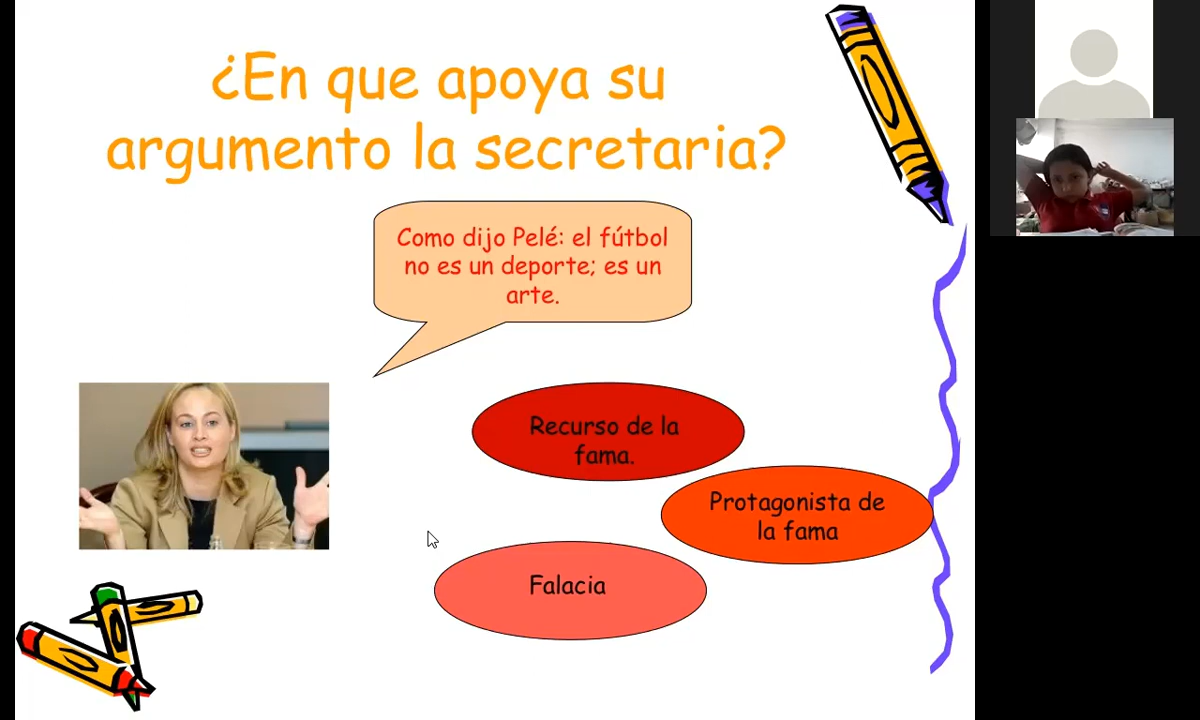 ¿En que apoya su
argumento la secretaria?
Como dijo Pelé: el fútbol
no es un deporte; es un
arte.
Recurso de la
fama.
Protagonista de
la fama
Falacia